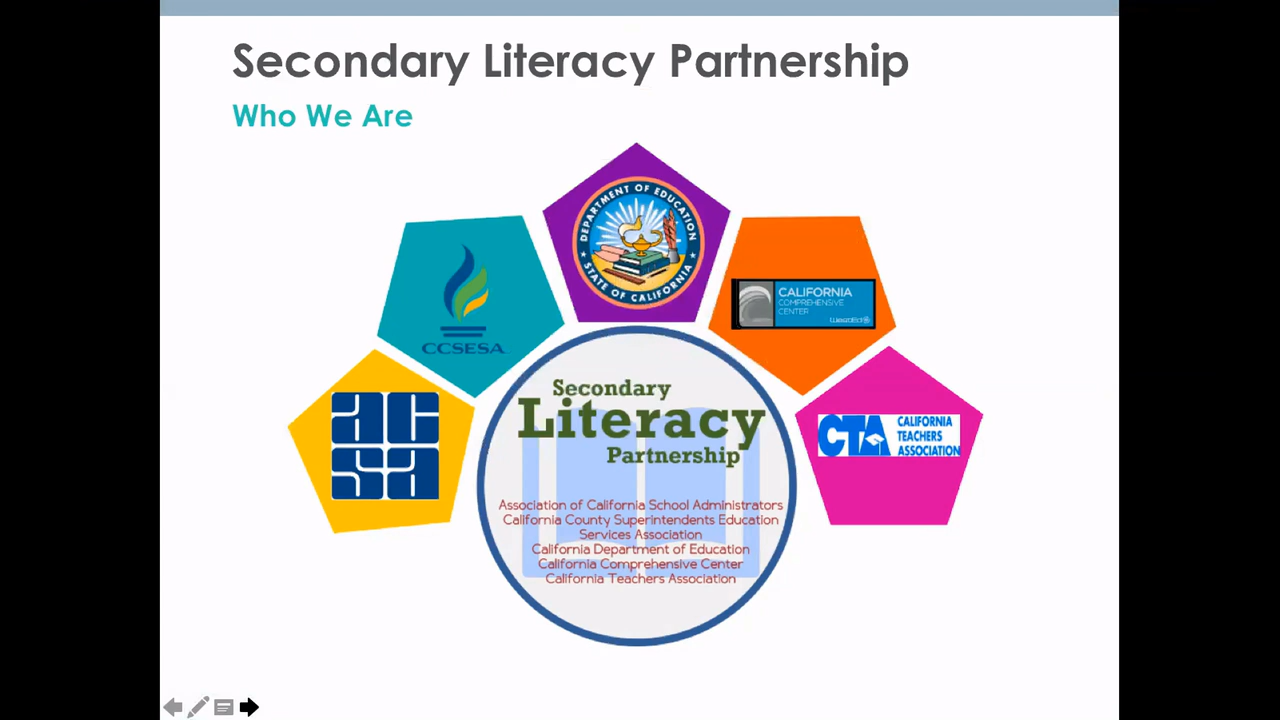 Secondary Literacy Partnership
Who We Are
DEPARTMENT OF EDUCATION
STATE OF CALIFORNIA
CCSESA
CALIFORNIA
COMPREHENSIVE
CENTER
WestEd
acsa
CTA
CALIFORNIA
TEACHERS
ASSOCIATION
Secondary
Literacy
Partnership
Association of California School Administrators
California County Superintendents Education
Services Association
California Department of Education
California Comprehensive Center
California Teachers Association